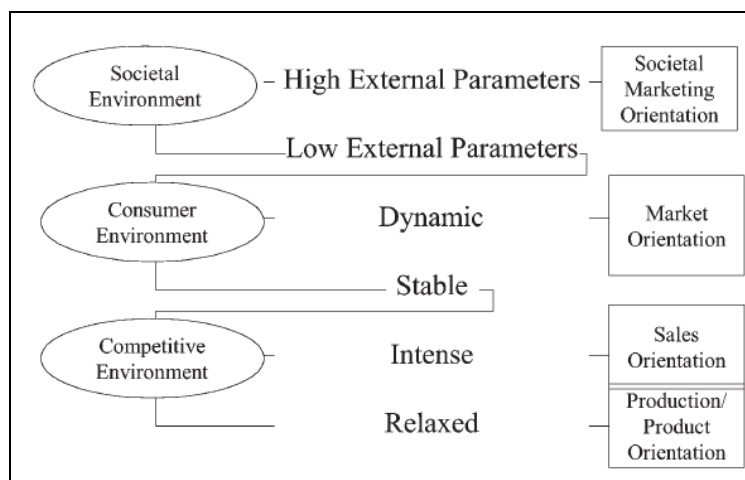 Societal
Environment
High External Parameters
Societal
Marketing
Orientation
Low External Parameters
Consumer
Environment
Dynamic
Market
Orientation
Stable
Competitive
Environment
Intense
Sales
Orientation
Relaxed
Production/
Product
Orientation